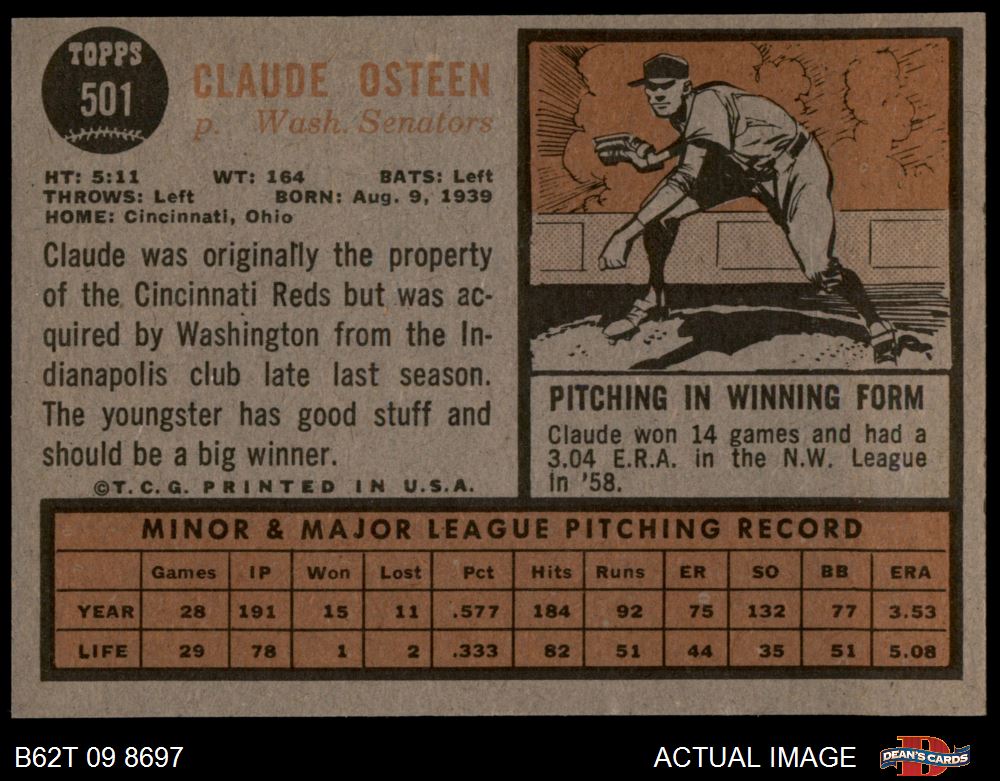 TOPPS
501
CLAUDE OSTEEN
p. Wash. Senators
HT: 5:11 WT: 164 BATS: Left
THROWS: Left BORN: Aug. 9, 1939
HOME: Cincinnati, Ohio
Claude was originally the property
of the Cincinnati Reds but was ac-
quired by Washington from the In-
dianapolis club late last season.
The youngster has good stuff and
should be a big winner.
©T.C.G. PRINTED IN U.S.A.
PITCHING IN WINNING FORM
Claude won 14 games and had a
3.04 E.R.A. in the N.W. League
in '58.
MINOR & MAJOR LEAGUE PITCHING RECORD
Games IP Won Lost Pct Hits Runs ER SO BB ERA
YEAR 28 191 15 11 .577 184 92 75 132 77 3.53
LIFE 29 78 1 2 .333 82 51 44 35 51 5.08
B62T 09 8697 ACTUAL IMAGE DEAN'S CARDS